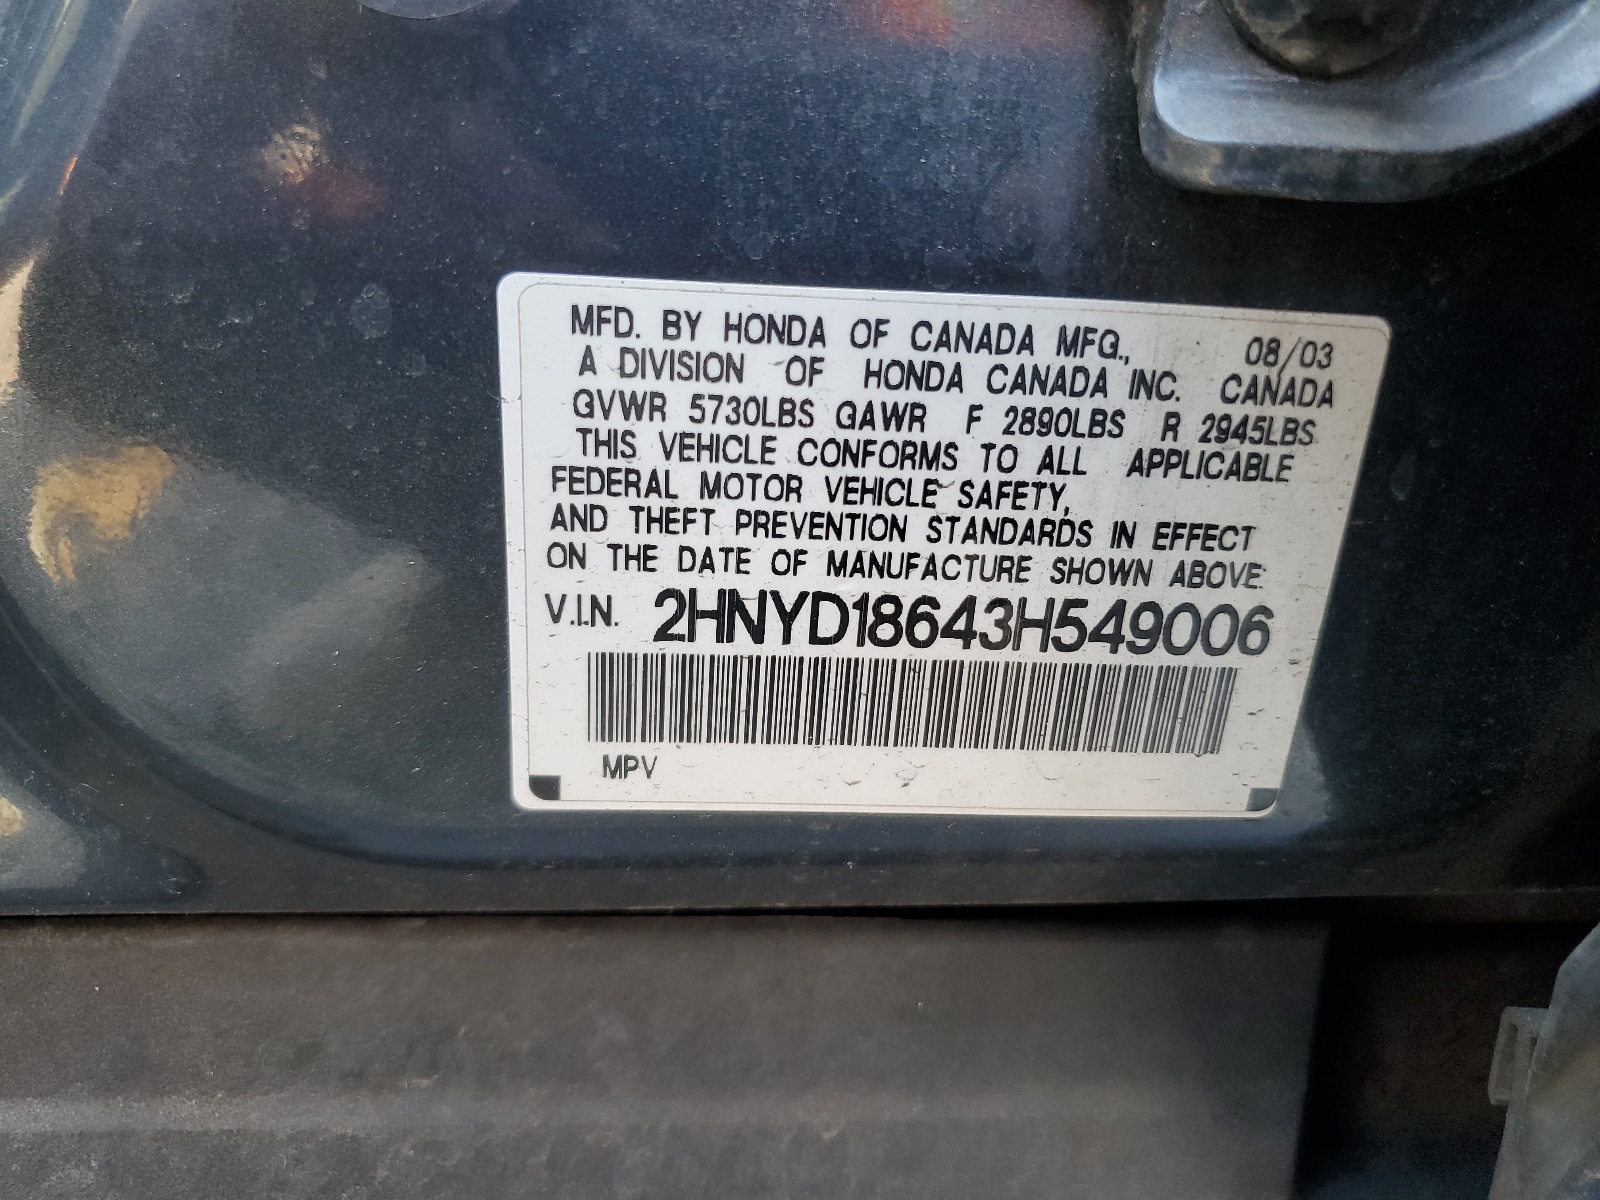 MFD. BY HONDA OF CANADA MFG., 08/03
A DIVISION OF HONDA CANADA INC. CANADA
GVWR 5730LBS GAWR F 2890LBS R 2945LBS
THIS VEHICLE CONFORMS TO ALL APPLICABLE
FEDERAL MOTOR VEHICLE SAFETY,
AND THEFT PREVENTION STANDARDS IN EFFECT
ON THE DATE OF MANUFACTURE SHOWN ABOVE.
V.I.N. 2HNYD18643H549006
MPV